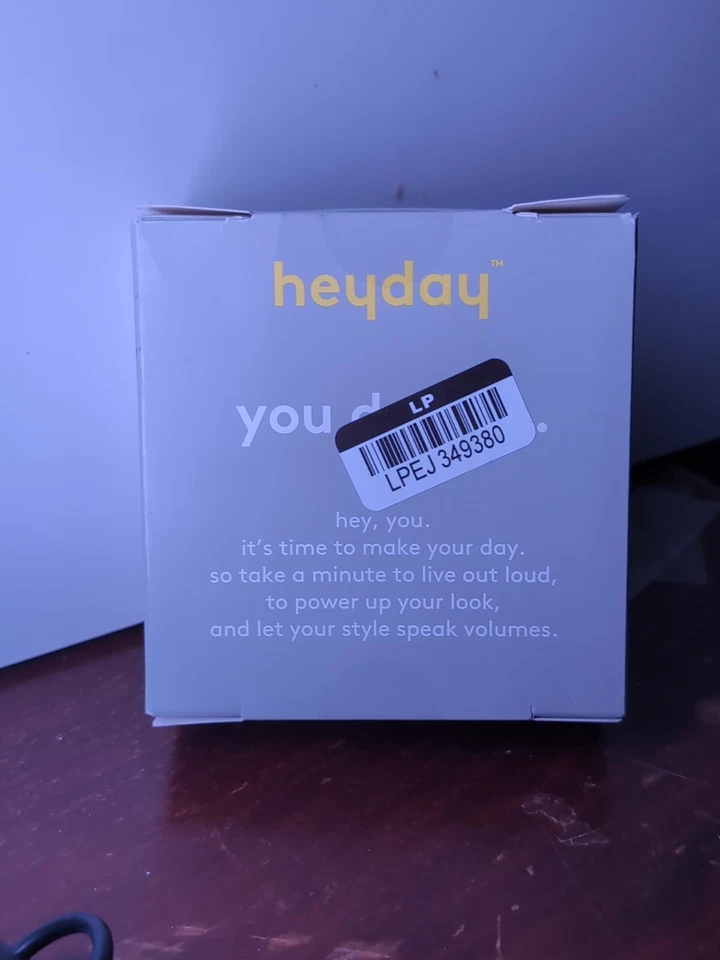 heyday™
you
LP
LPEJ 349380
hey, you.
it's time to make your day.
so take a minute to live out loud,
to power up your look,
and let your style speak volumes.